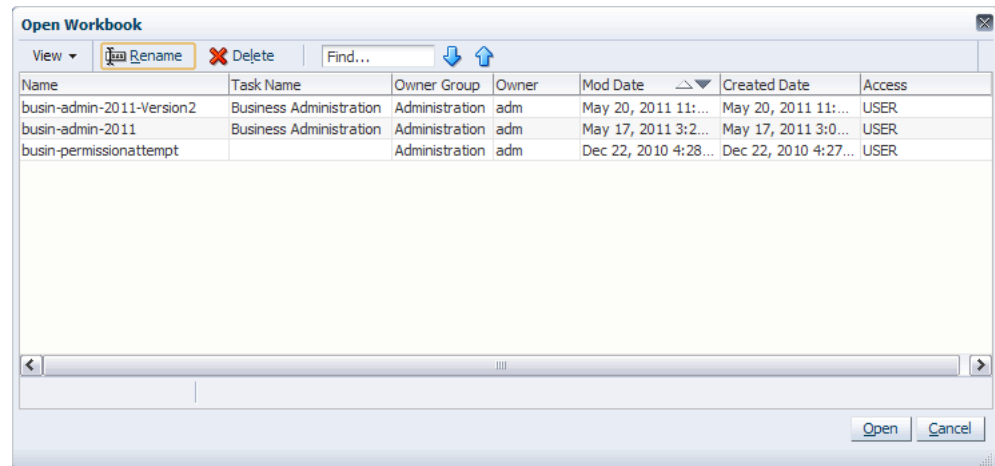 Open Workbook
View Rename Delete Find...
Name Task Name Owner Group Owner Mod Date Created Date Access
busin-admin-2011-Version2 Business Administration Administration adm May 20, 2011 11:... May 20, 2011 11:... USER
busin-admin-2011 Business Administration Administration adm May 17, 2011 3:2... May 17, 2011 3:0... USER
busin-permissionattempt Administration adm Dec 22, 2010 4:28... Dec 22, 2010 4:27... USER
Open Cancel